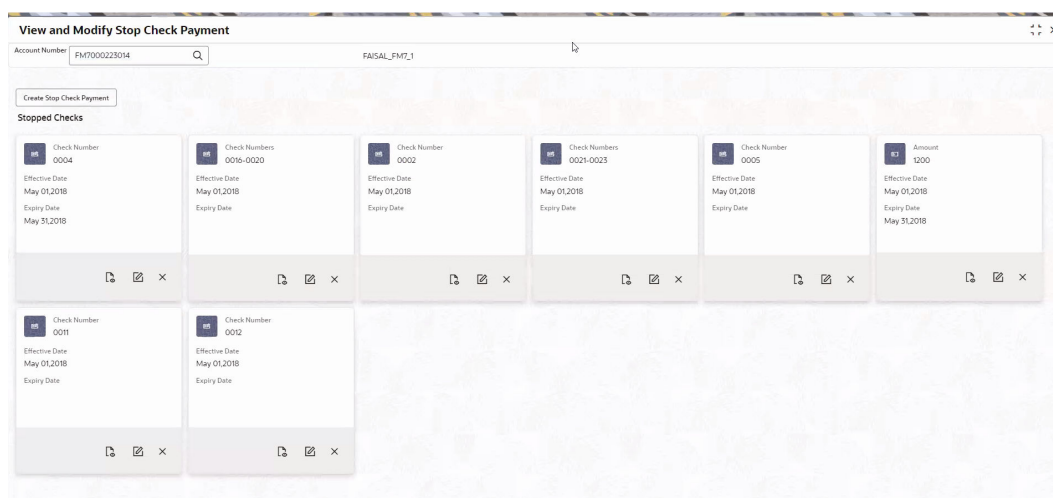 View and Modify Stop Check Payment
Account Number FM7000223014 FAISAL_FM7_1
Create Stop Check Payment
Stopped Checks
Check Number
0004
Effective Date
May 01,2018
Expiry Date
May 31,2018
Check Numbers
0016-0020
Effective Date
May 01,2018
Expiry Date
Check Number
0002
Effective Date
May 01,2018
Expiry Date
Check Numbers
0021-0023
Effective Date
May 01,2018
Expiry Date
Check Number
0005
Effective Date
May 01,2018
Expiry Date
Amount
1200
Effective Date
May 01,2018
Expiry Date
May 31,2018
Check Number
0011
Effective Date
May 01,2018
Expiry Date
Check Number
0012
Effective Date
May 01,2018
Expiry Date